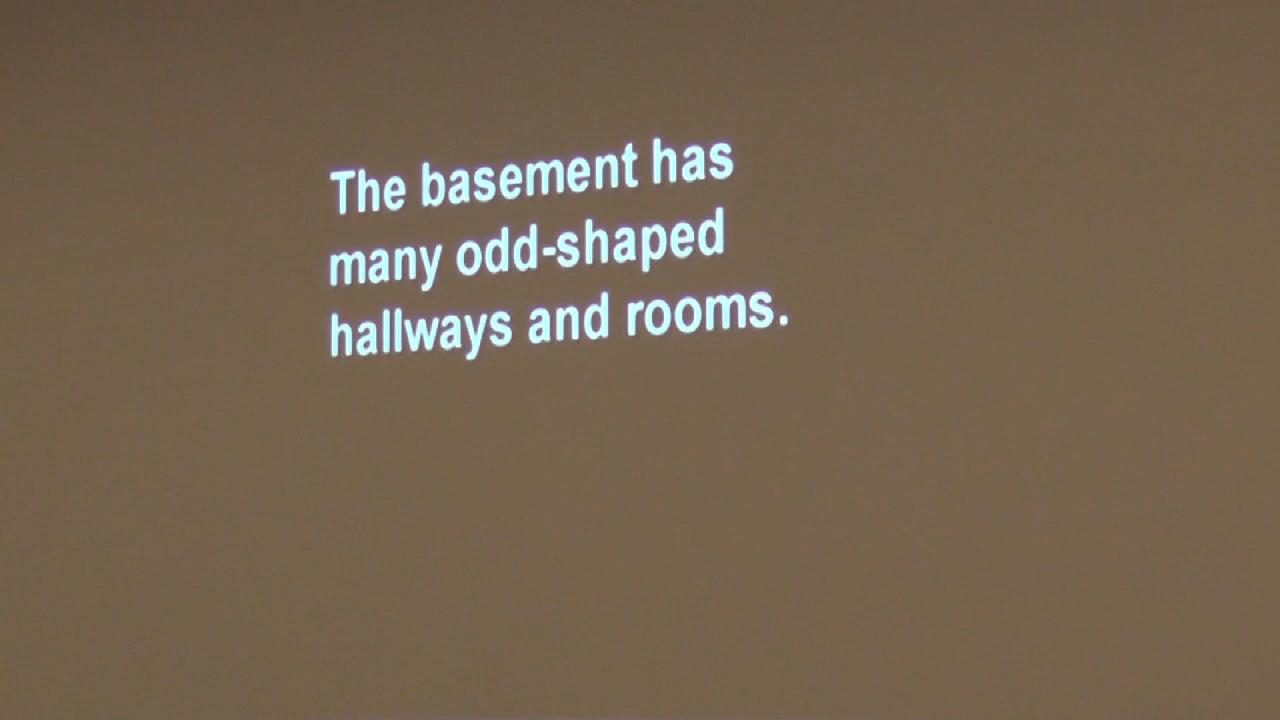 The basement has
many odd-shaped
hallways and rooms.